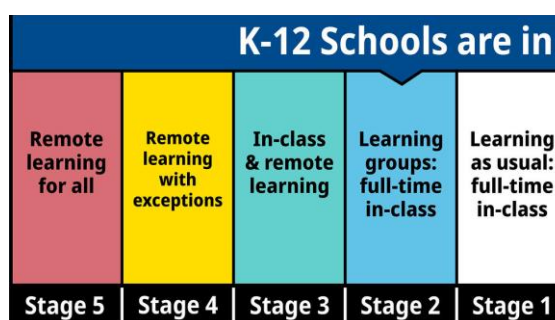 K-12 Schools are in
Remote
learning
for all
Remote
learning
with
exceptions
In-class
& remote
learning
Learning
groups:
full-time
in-class
Learning
as usual:
full-time
in-class
Stage 5
Stage 4
Stage 3
Stage 2
Stage 1